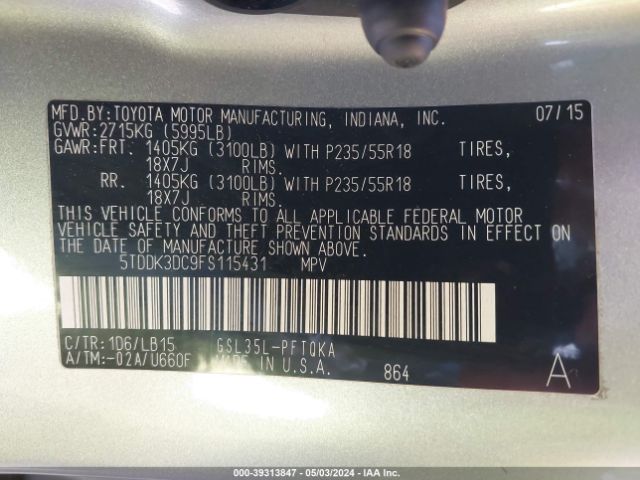 MFD.BY:TOYOTA MOTOR MANUFACTURING, INDIANA, INC. 07/15
GVWR:2715KG (5995LB)
GAWR:FRT. 1405KG (3100LB) WITH P235/55R18 TIRES,
18X7J RIMS.
RR. 1405KG (3100LB) WITH P235/55R18 TIRES,
18X7J RIMS.
THIS VEHICLE CONFORMS TO ALL APPLICABLE FEDERAL MOTOR
VEHICLE SAFETY AND THEFT PREVENTION STANDARDS IN EFFECT ON
THE DATE OF MANUFACTURE SHOWN ABOVE.
5TDDK3DC9FS115431 MPV
C/TR:1D6/LB15 GSL35L-PFTQKA
A/TM:-02A/U660F MADE IN U.S.A.
864 A
000-39313847 - 05/03/2024 - IAA Inc.